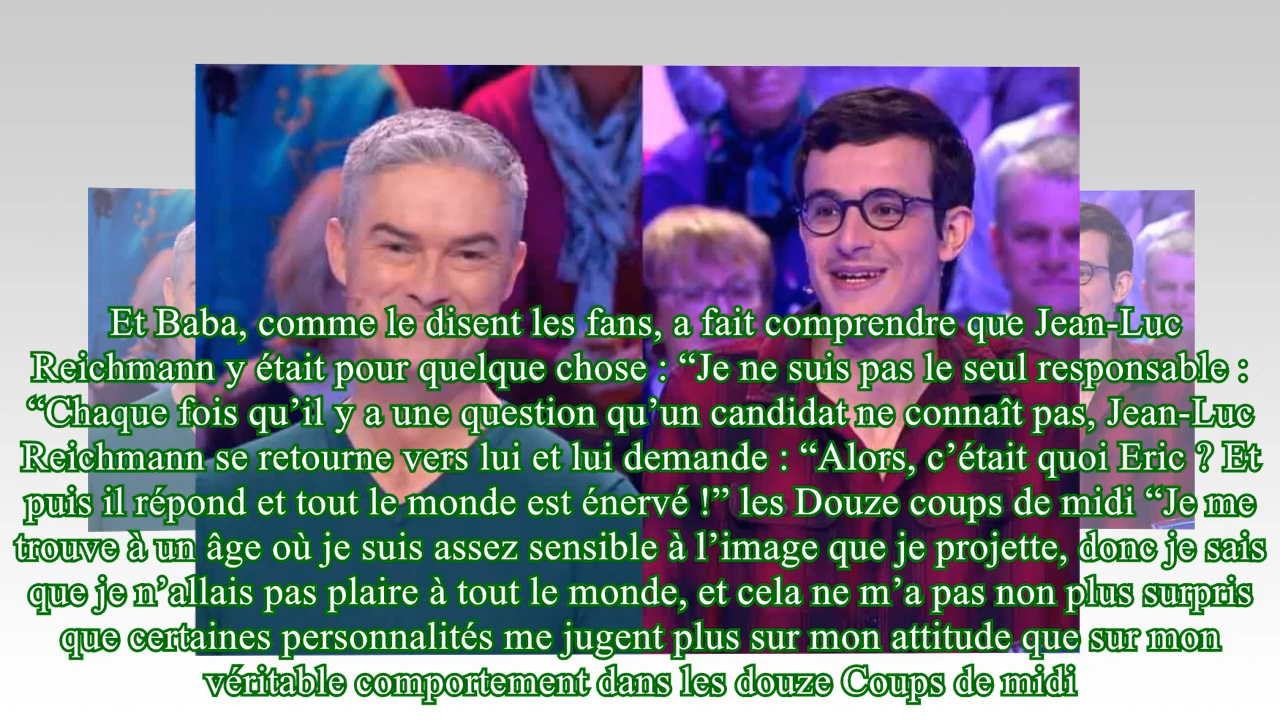 Et Baba, comme le disent les fans, a fait comprendre que Jean-Luc
Reichmann y était pour quelque chose : “Je ne suis pas le seul responsable :
“Chaque fois qu’il y a une question qu’un candidat ne connaît pas, Jean-Luc
Reichmann se retourne vers lui et lui demande : “Alors, c’était quoi Eric ? Et
puis il répond et tout le monde est énervé !” les Douze coups de midi “Je me
trouve à un âge où je suis assez sensible à l’image que je projette, donc je sais
que je n’allais pas plaire à tout le monde, et cela ne m’a pas non plus surpris
que certaines personnalités me jugent plus sur mon attitude que sur mon
véritable comportement dans les douze Coups de midi